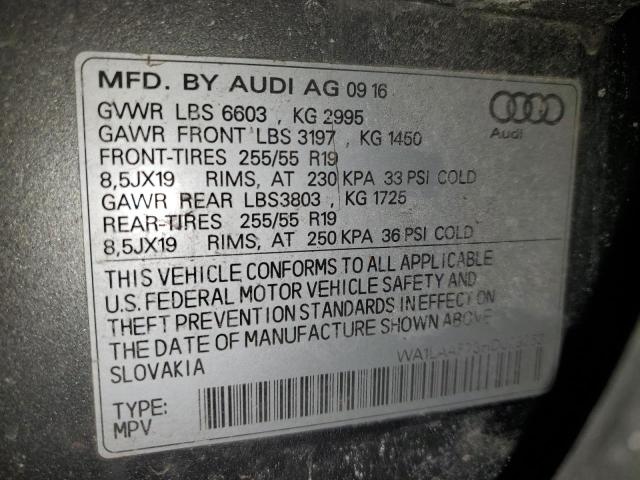 MFD. BY AUDI AG 09 16
Audi
GVWR LBS 6603 , KG 2995
GAWR FRONT LBS 3197 , KG 1450
FRONT-TIRES 255/55 R19
8,5JX19 RIMS, AT 230 KPA 33 PSI COLD
GAWR REAR LBS3803 , KG 1725
REAR-TIRES 255/55 R19
8,5JX19 RIMS, AT 250 KPA 36 PSI COLD
THIS VEHICLE CONFORMS TO ALL APPLICABLE
U.S. FEDERAL MOTOR VEHICLE SAFETY AND
THEFT PREVENTION STANDARDS IN EFFECT ON
THE DATE OF MANUFACTURE SHOWN ABOVE
SLOVAKIA
TYPE:
MPV